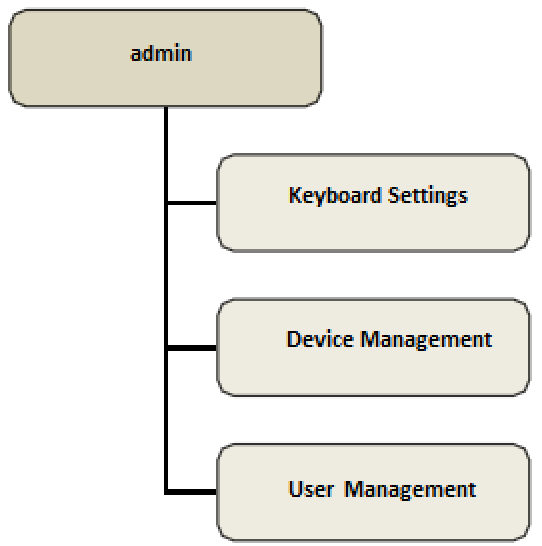 admin
Keyboard Settings
Device Management
User Management